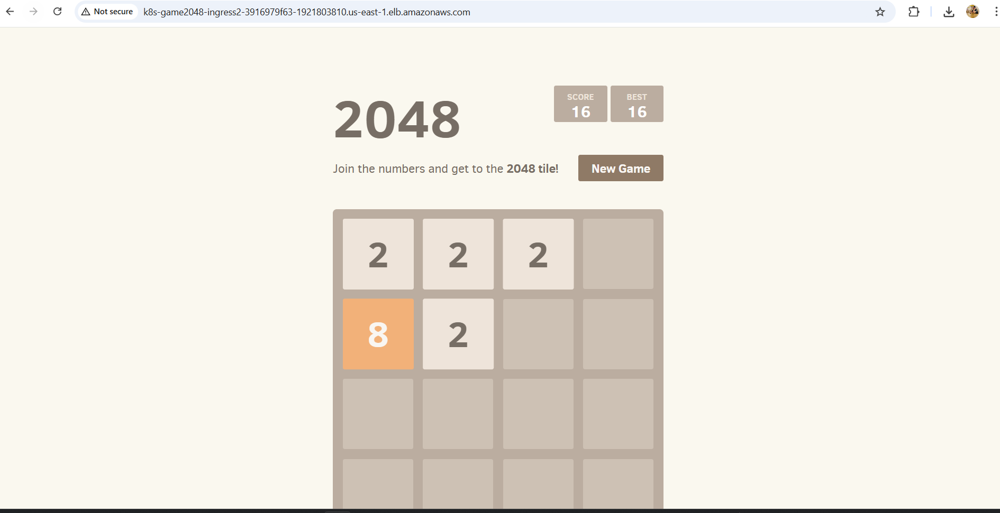 Not secure k8s-game2048-ingress2-3916979f63-1921803810.us-east-1.elb.amazonaws.com
2048
SCORE
16
BEST
16
Join the numbers and get to the 2048 tile!
New Game
2 2 2
8 2